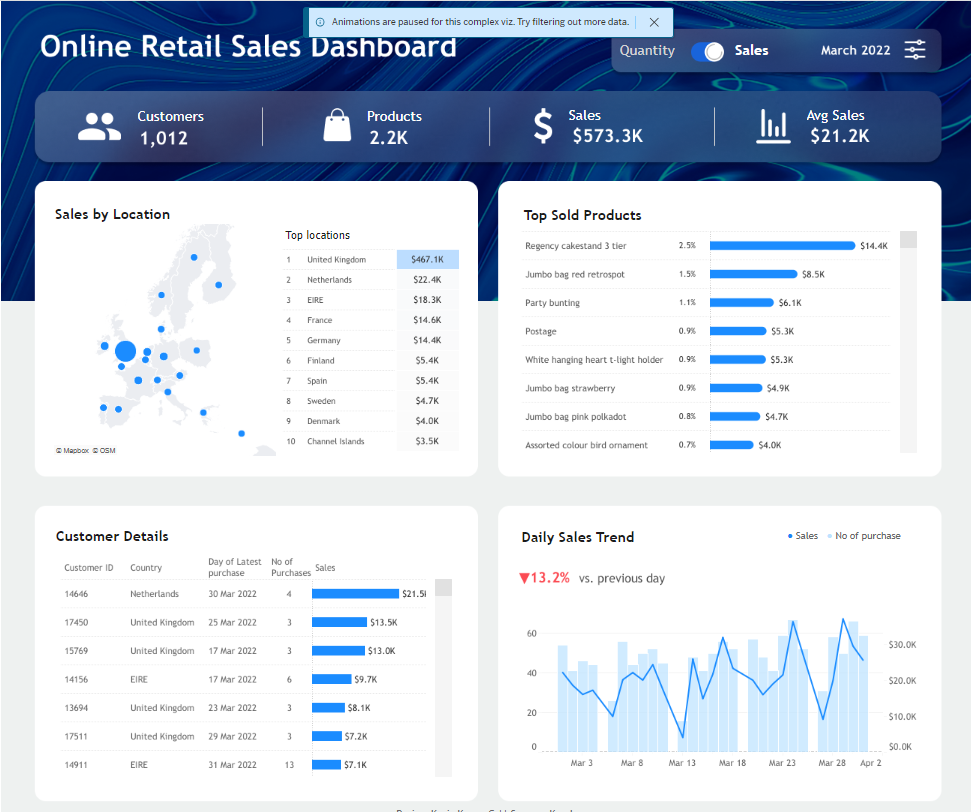 Animations are paused for this complex viz. Try filtering out more data.
Online Retail Sales Dashboard
Quantity Sales March 2022
Customers
1,012
Products
2.2K
Sales
$573.3K
Avg Sales
$21.2K
Sales by Location
Top locations
1 United Kingdom $467.1K
2 Netherlands $22.4K
3 EIRE $18.3K
4 France $14.6K
5 Germany $14.4K
6 Finland $5.4K
7 Spain $5.4K
8 Sweden $4.7K
9 Denmark $4.0K
10 Channel Islands $3.5K
© Mapbox © OSM
Top Sold Products
Regency cakestand 3 tier 2.5% $14.4K
Jumbo bag red retrospot 1.5% $8.5K
Party bunting 1.1% $6.1K
Postage 0.9% $5.3K
White hanging heart t-light holder 0.9% $5.3K
Jumbo bag strawberry 0.9% $4.9K
Jumbo bag pink polkadot 0.8% $4.7K
Assorted colour bird ornament 0.7% $4.0K
Customer Details
Customer ID Country Day of Latest purchase No of Purchases Sales
14646 Netherlands 30 Mar 2022 4 $21.5
17450 United Kingdom 25 Mar 2022 3 $13.5K
15769 United Kingdom 17 Mar 2022 3 $13.0K
14156 EIRE 17 Mar 2022 6 $9.7K
13694 United Kingdom 23 Mar 2022 3 $8.1K
17511 United Kingdom 29 Mar 2022 3 $7.2K
14911 EIRE 31 Mar 2022 13 $7.1K
Daily Sales Trend
Sales No of purchase
▼13.2% vs. previous day
60
40
20
0
$30.0K
$20.0K
$10.0K
$0.0K
Mar 3 Mar 8 Mar 13 Mar 18 Mar 23 Mar 28 Apr 2